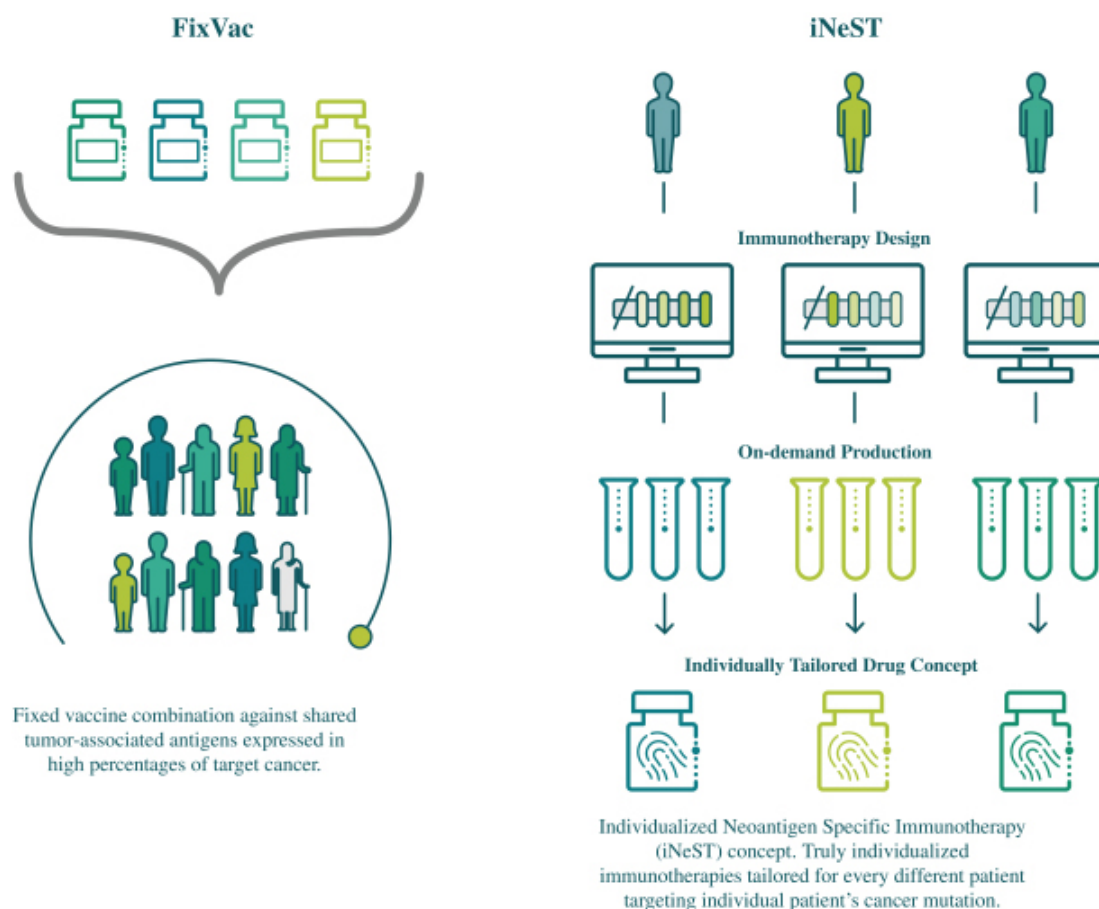 FixVac
Fixed vaccine combination against shared
tumor-associated antigens expressed in
high percentages of target cancer.
iNeST
Immunotherapy Design
On-demand Production
Individually Tailored Drug Concept
Individualized Neoantigen Specific Immunotherapy
(iNeST) concept. Truly individualized
immunotherapies tailored for every different patient
targeting individual patient's cancer mutation.